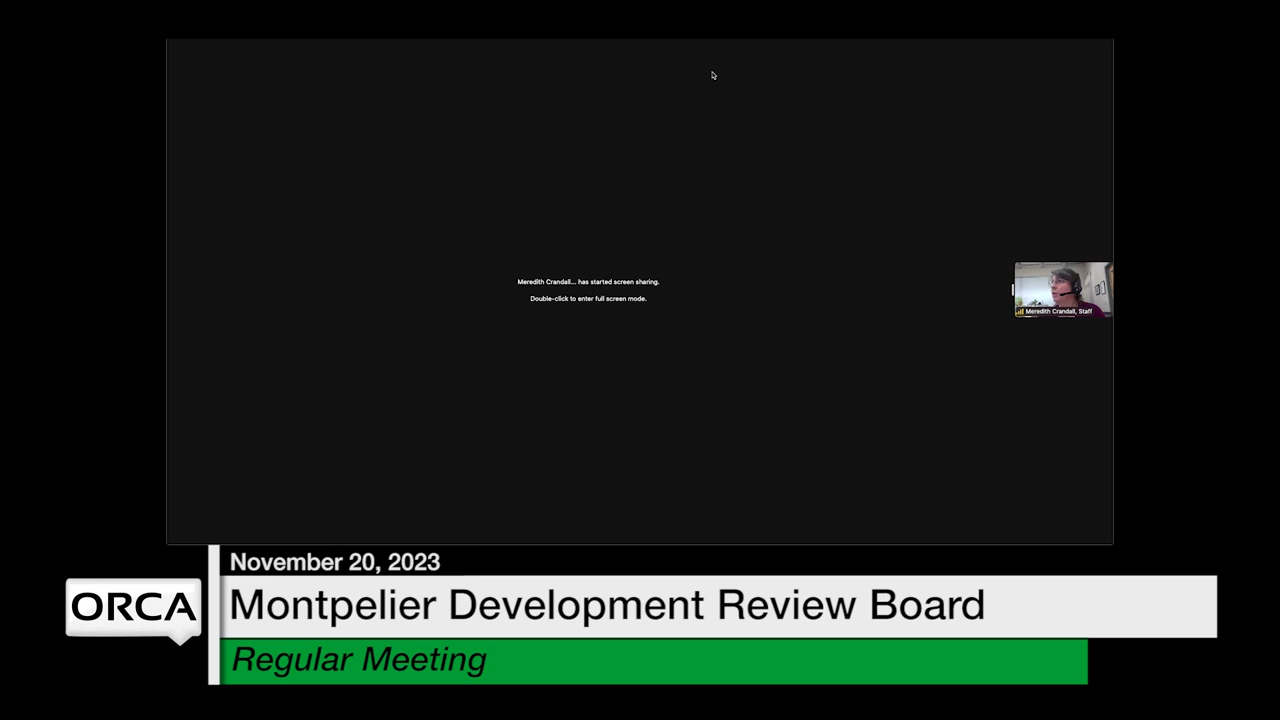 Meredith Crandall... has started screen sharing.
Double-click to enter full screen mode.
Meredith Crandall, Staff
November 20, 2023
ORCA
Montpelier Development Review Board
Regular Meeting